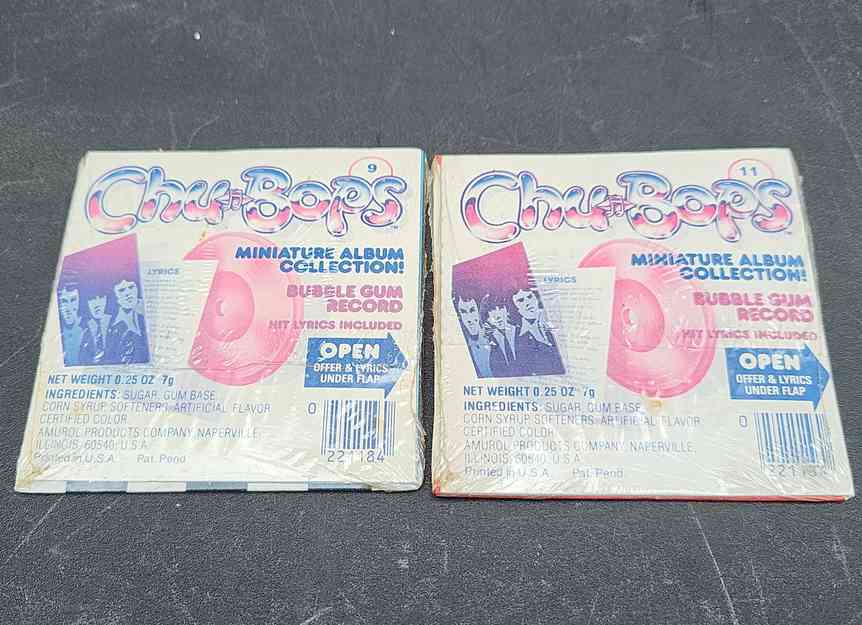 9
Chu-Bops™
MINIATURE ALBUM
COLLECTION!
LYRICS
BUBBLE GUM
RECORD
HIT LYRICS INCLUDED
OPEN
OFFER & LYRICS
UNDER FLAP
NET WEIGHT 0.25 OZ 7g
INGREDIENTS: SUGAR, GUM BASE,
CORN SYRUP SOFTENERS ARTIFICIAL FLAVOR
CERTIFIED COLOR
AMUROL PRODUCTS COMPANY, NAPERVILLE,
ILLINOIS, 60540, U.S.A.
Printed in U.S.A. Pat. Pend
0
221184
11
Chu-Bops™
MINIATURE ALBUM
COLLECTION!
LYRICS
BUBBLE GUM
RECORD
HIT LYRICS INCLUDED
OPEN
OFFER & LYRICS
UNDER FLAP
NET WEIGHT 0.25 OZ 7g
INGREDIENTS: SUGAR, GUM BASE,
CORN SYRUP SOFTENERS ARTIFICIAL FLAVOR
CERTIFIED COLOR
AMUROL PRODUCTS COMPANY, NAPERVILLE,
ILLINOIS, 60540, U.S.A.
Printed in U.S.A. Pat. Pend
0